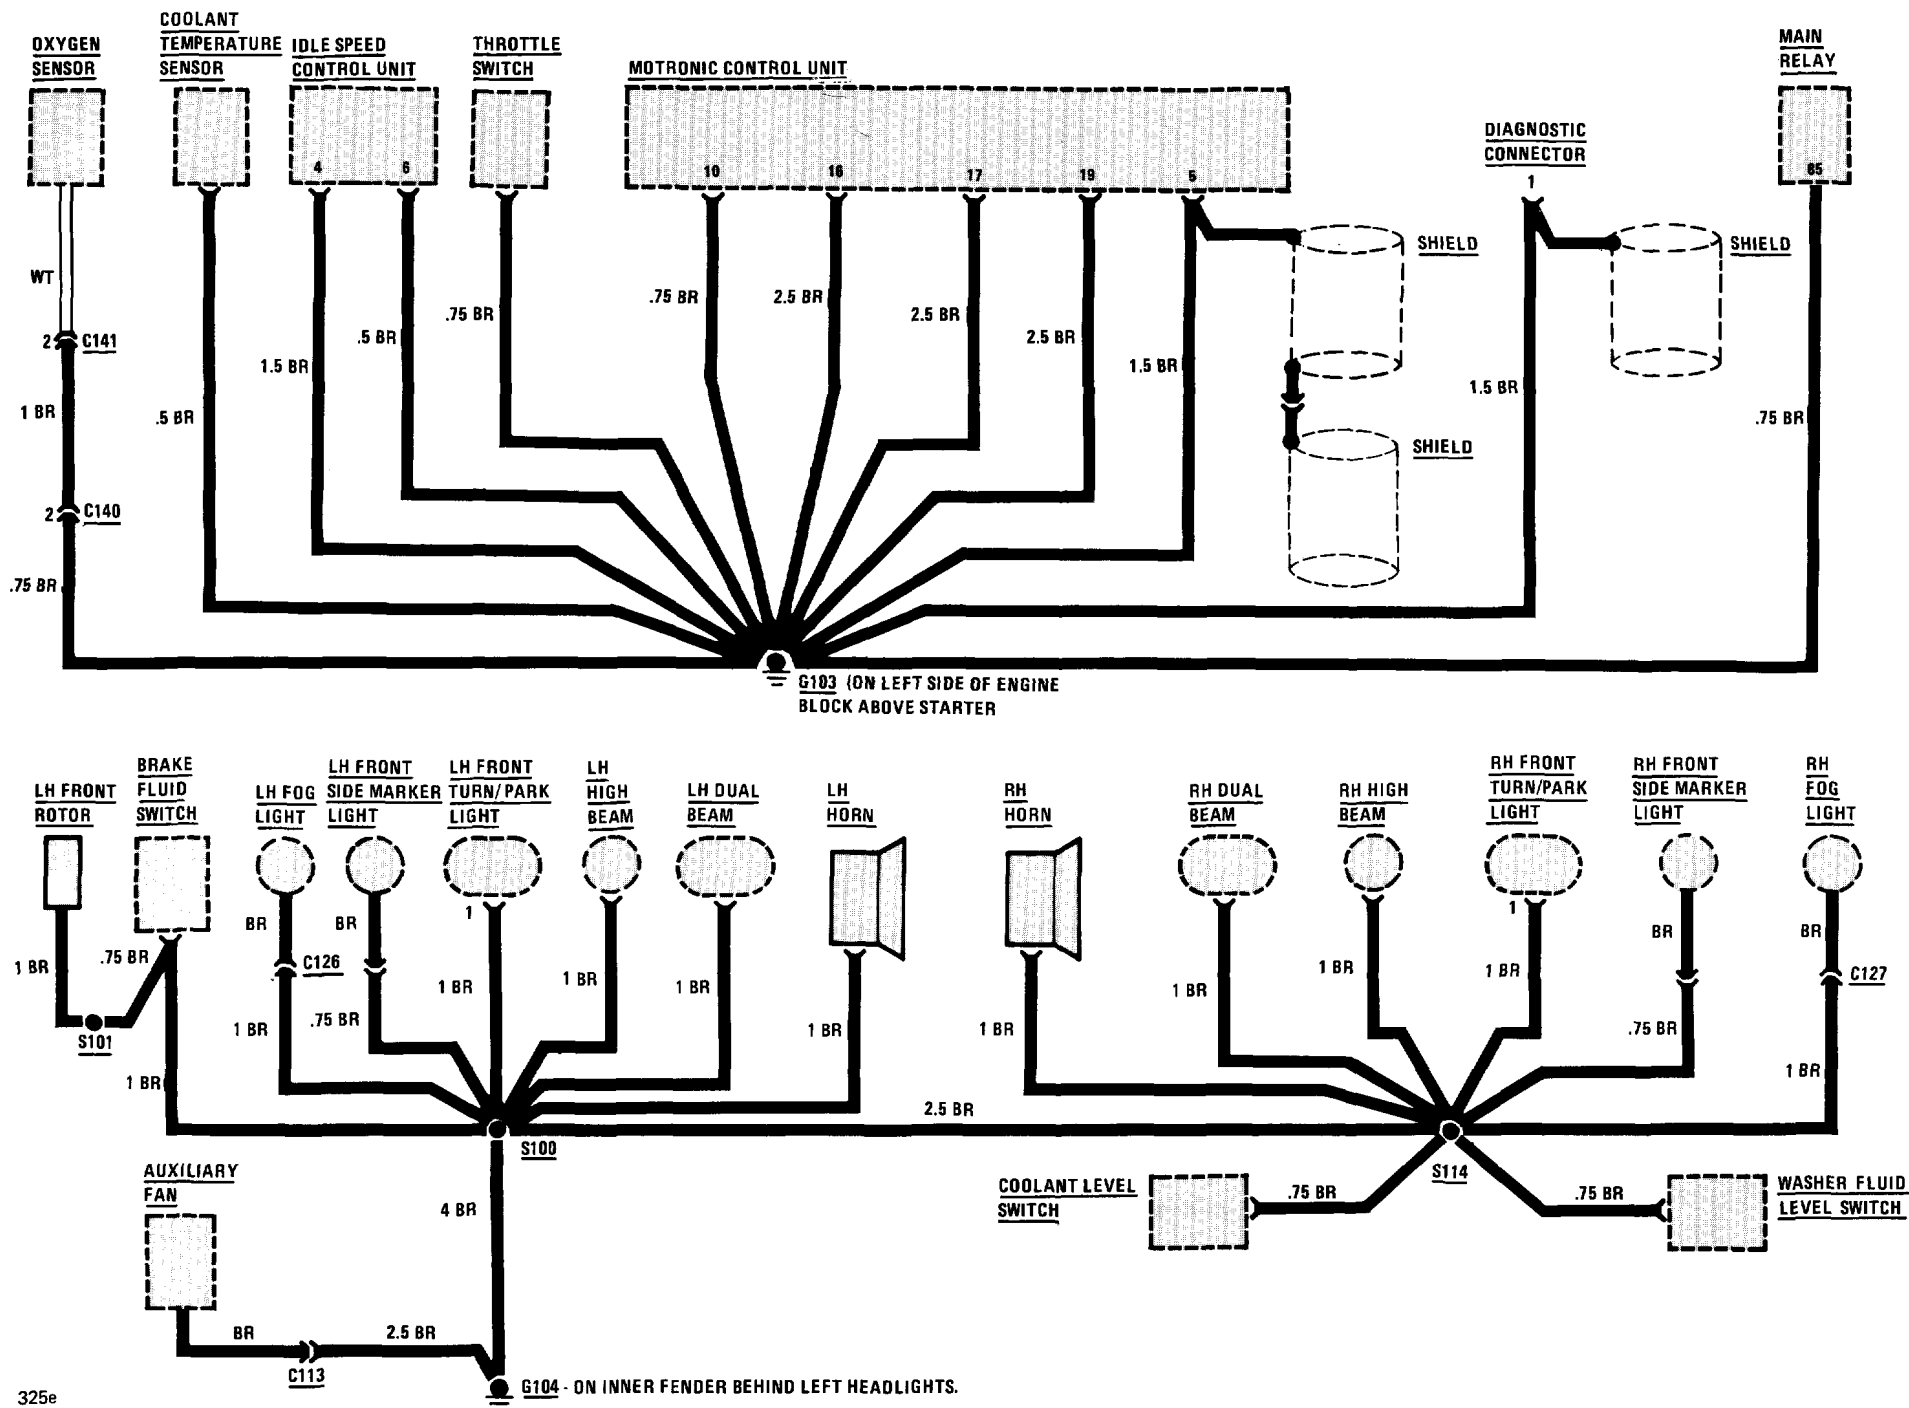 OXYGEN
SENSOR
COOLANT
TEMPERATURE
SENSOR
IDLE SPEED
CONTROL UNIT
THROTTLE
SWITCH
MOTRONIC CONTROL UNIT
DIAGNOSTIC
CONNECTOR
MAIN
RELAY
4
6
10
16
17
19
5
1
85
WT
2
C141
1 BR
2
C140
.75 BR
.5 BR
1.5 BR
.5 BR
.75 BR
.75 BR
2.5 BR
2.5 BR
2.5 BR
1.5 BR
SHIELD
SHIELD
1.5 BR
SHIELD
.75 BR
G103 (ON LEFT SIDE OF ENGINE
BLOCK ABOVE STARTER
LH FRONT
ROTOR
BRAKE
FLUID
SWITCH
LH FOG
LIGHT
LH FRONT
SIDE MARKER
LIGHT
LH FRONT
TURN/PARK
LIGHT
LH
HIGH
BEAM
LH DUAL
BEAM
LH
HORN
RH
HORN
RH DUAL
BEAM
RH HIGH
BEAM
RH FRONT
TURN/PARK
LIGHT
RH FRONT
SIDE MARKER
LIGHT
RH
FOG
LIGHT
1 BR
.75 BR
S101
1 BR
BR
C126
1 BR
BR
.75 BR
1
1 BR
1 BR
1 BR
1 BR
1 BR
1 BR
1 BR
1
1 BR
BR
.75 BR
BR
C127
1 BR
2.5 BR
S100
S114
4 BR
AUXILIARY
FAN
BR
2.5 BR
C113
COOLANT LEVEL
SWITCH
.75 BR
.75 BR
WASHER FLUID
LEVEL SWITCH
G104 - ON INNER FENDER BEHIND LEFT HEADLIGHTS.
325e